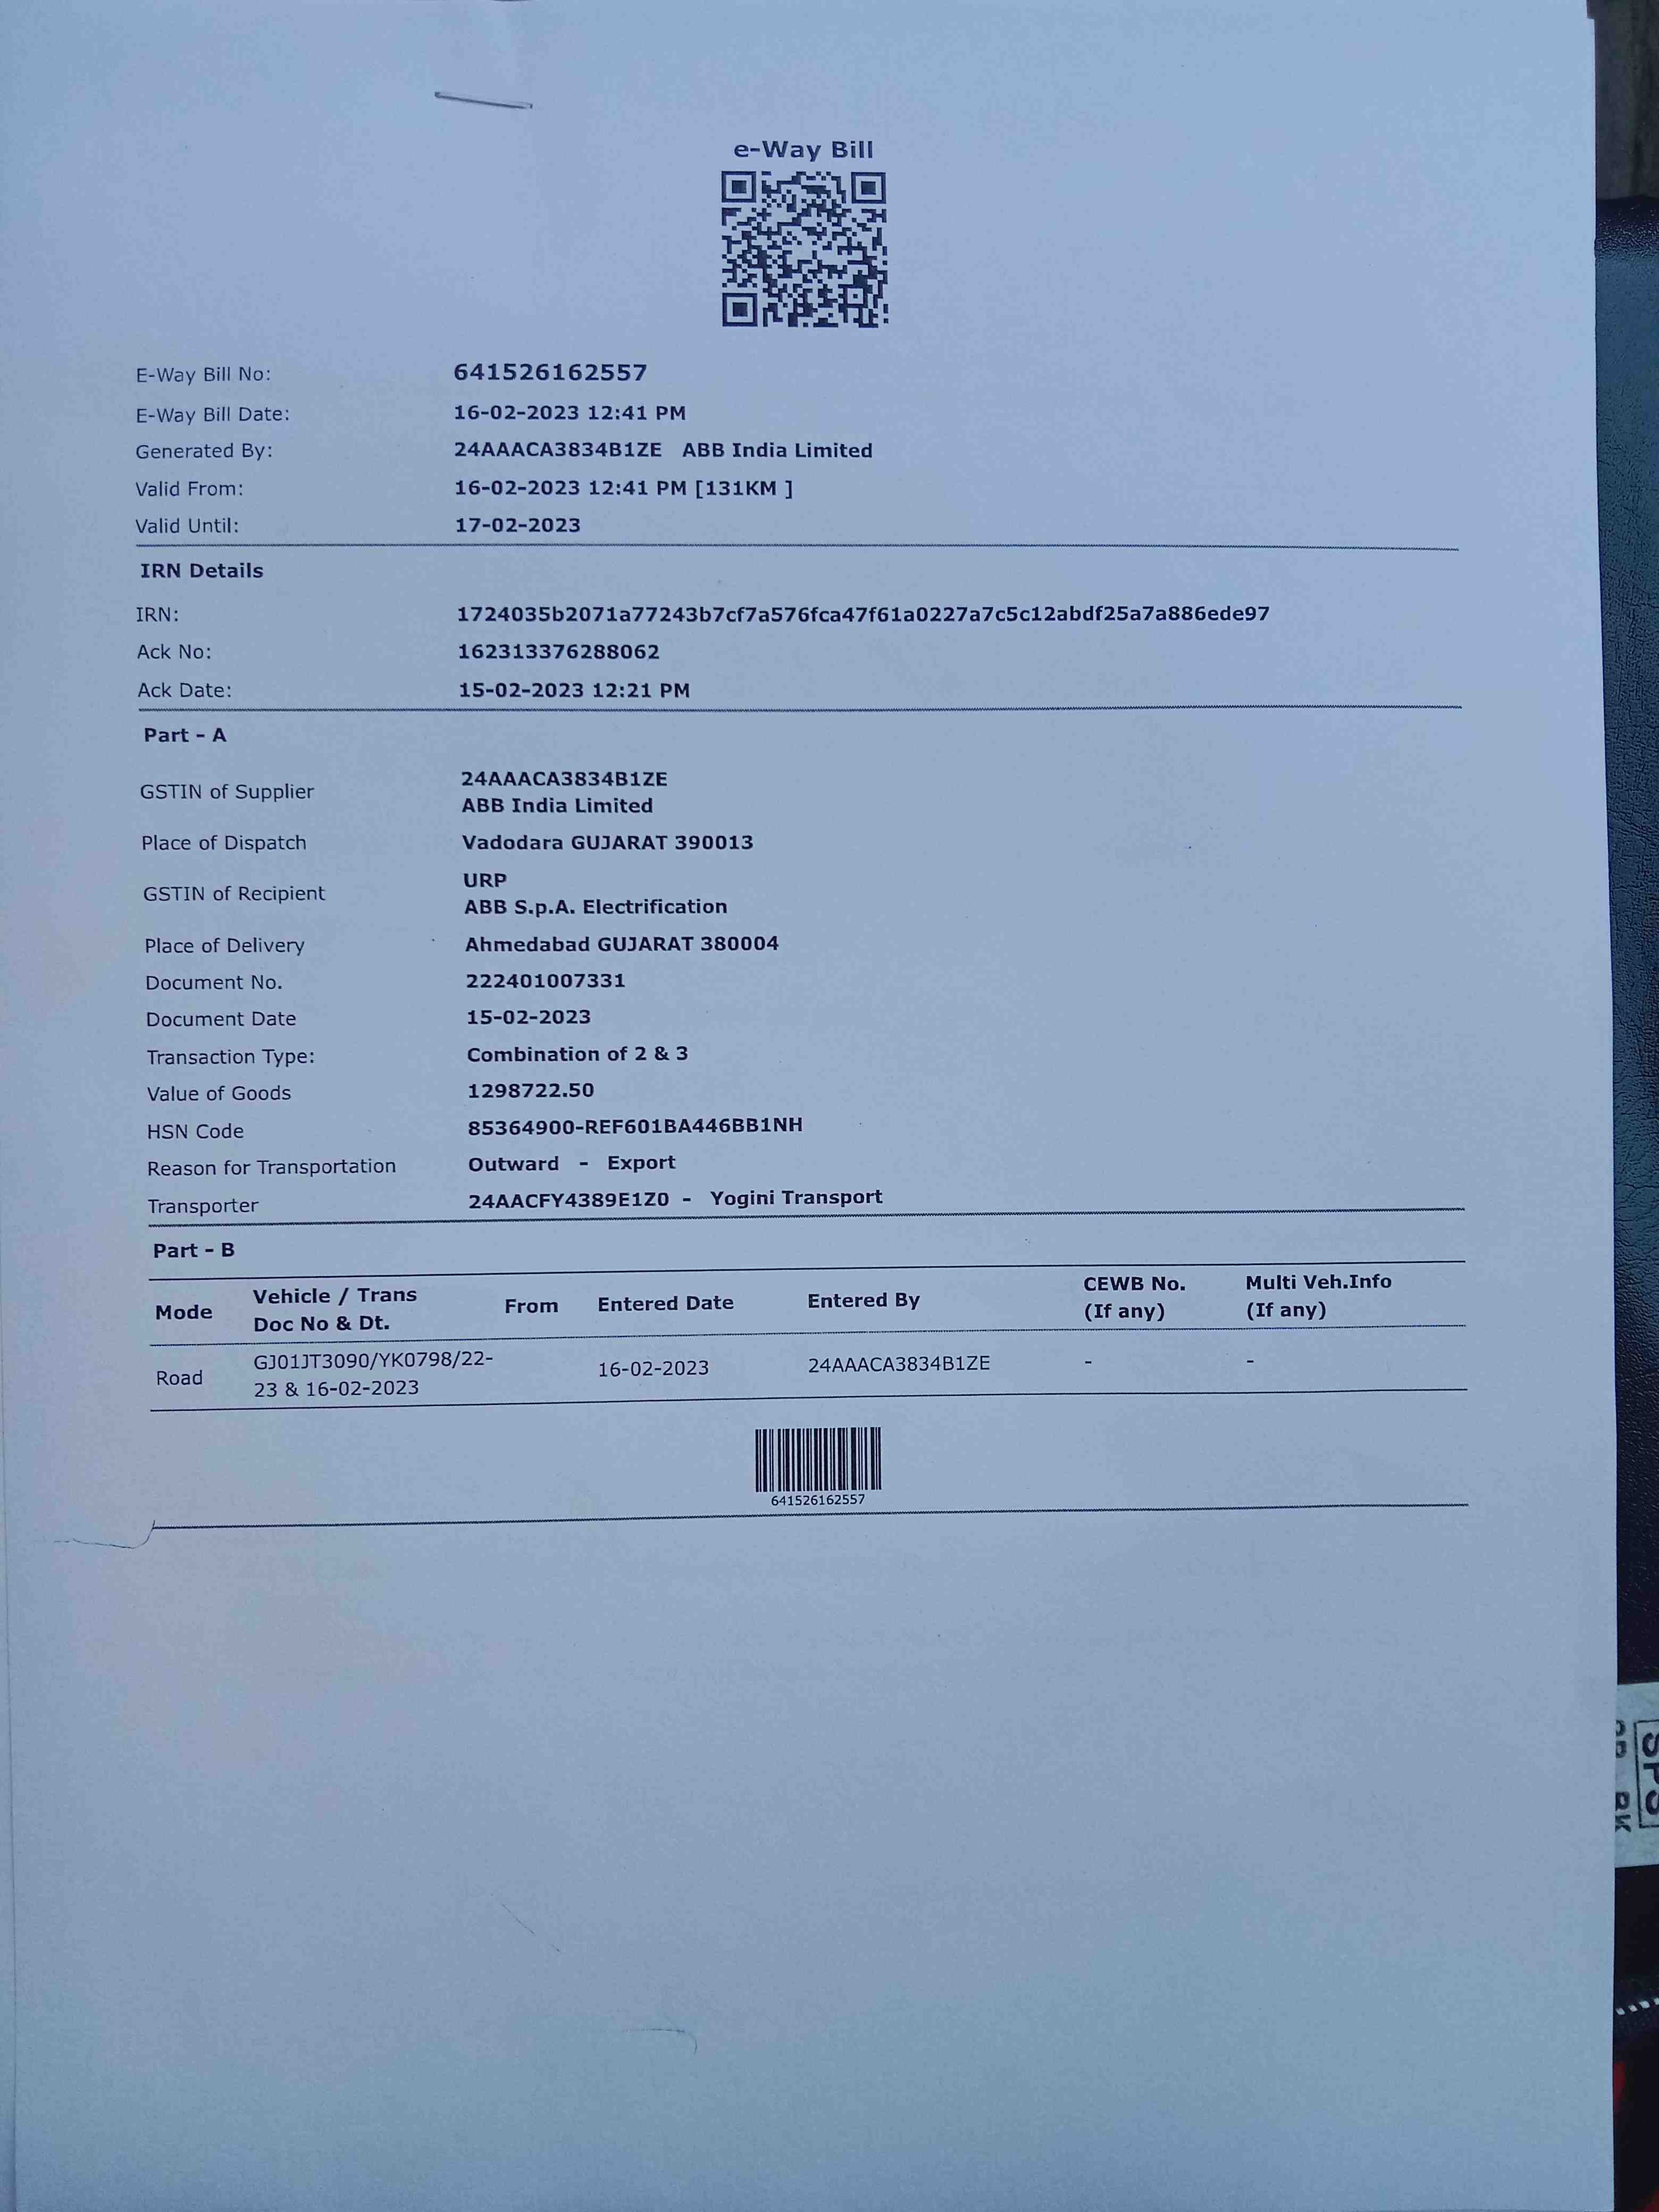 e-Way Bill
E-Way Bill No: 641526162557
E-Way Bill Date: 16-02-2023 12:41 PM
Generated By: 24AAACA3834B1ZE ABB India Limited
Valid From: 16-02-2023 12:41 PM [131KM ]
Valid Until: 17-02-2023
IRN Details
IRN: 1724035b2071a77243b7cf7a576fca47f61a0227a7c5c12abdf25a7a886ede97
Ack No: 162313376288062
Ack Date: 15-02-2023 12:21 PM
Part - A
GSTIN of Supplier 24AAACA3834B1ZE
ABB India Limited
Place of Dispatch Vadodara GUJARAT 390013
GSTIN of Recipient URP
ABB S.p.A. Electrification
Place of Delivery Ahmedabad GUJARAT 380004
Document No. 222401007331
Document Date 15-02-2023
Transaction Type: Combination of 2 & 3
Value of Goods 1298722.50
HSN Code 85364900-REF601BA446BB1NH
Reason for Transportation Outward - Export
Transporter 24AACFY4389E1Z0 - Yogini Transport
Part - B
Mode Vehicle / Trans Doc No & Dt. From Entered Date Entered By CEWB No. (If any) Multi Veh.Info (If any)
Road GJ01JT3090/YK0798/22-
23 & 16-02-2023 16-02-2023 24AAACA3834B1ZE - -
641526162557
SPS